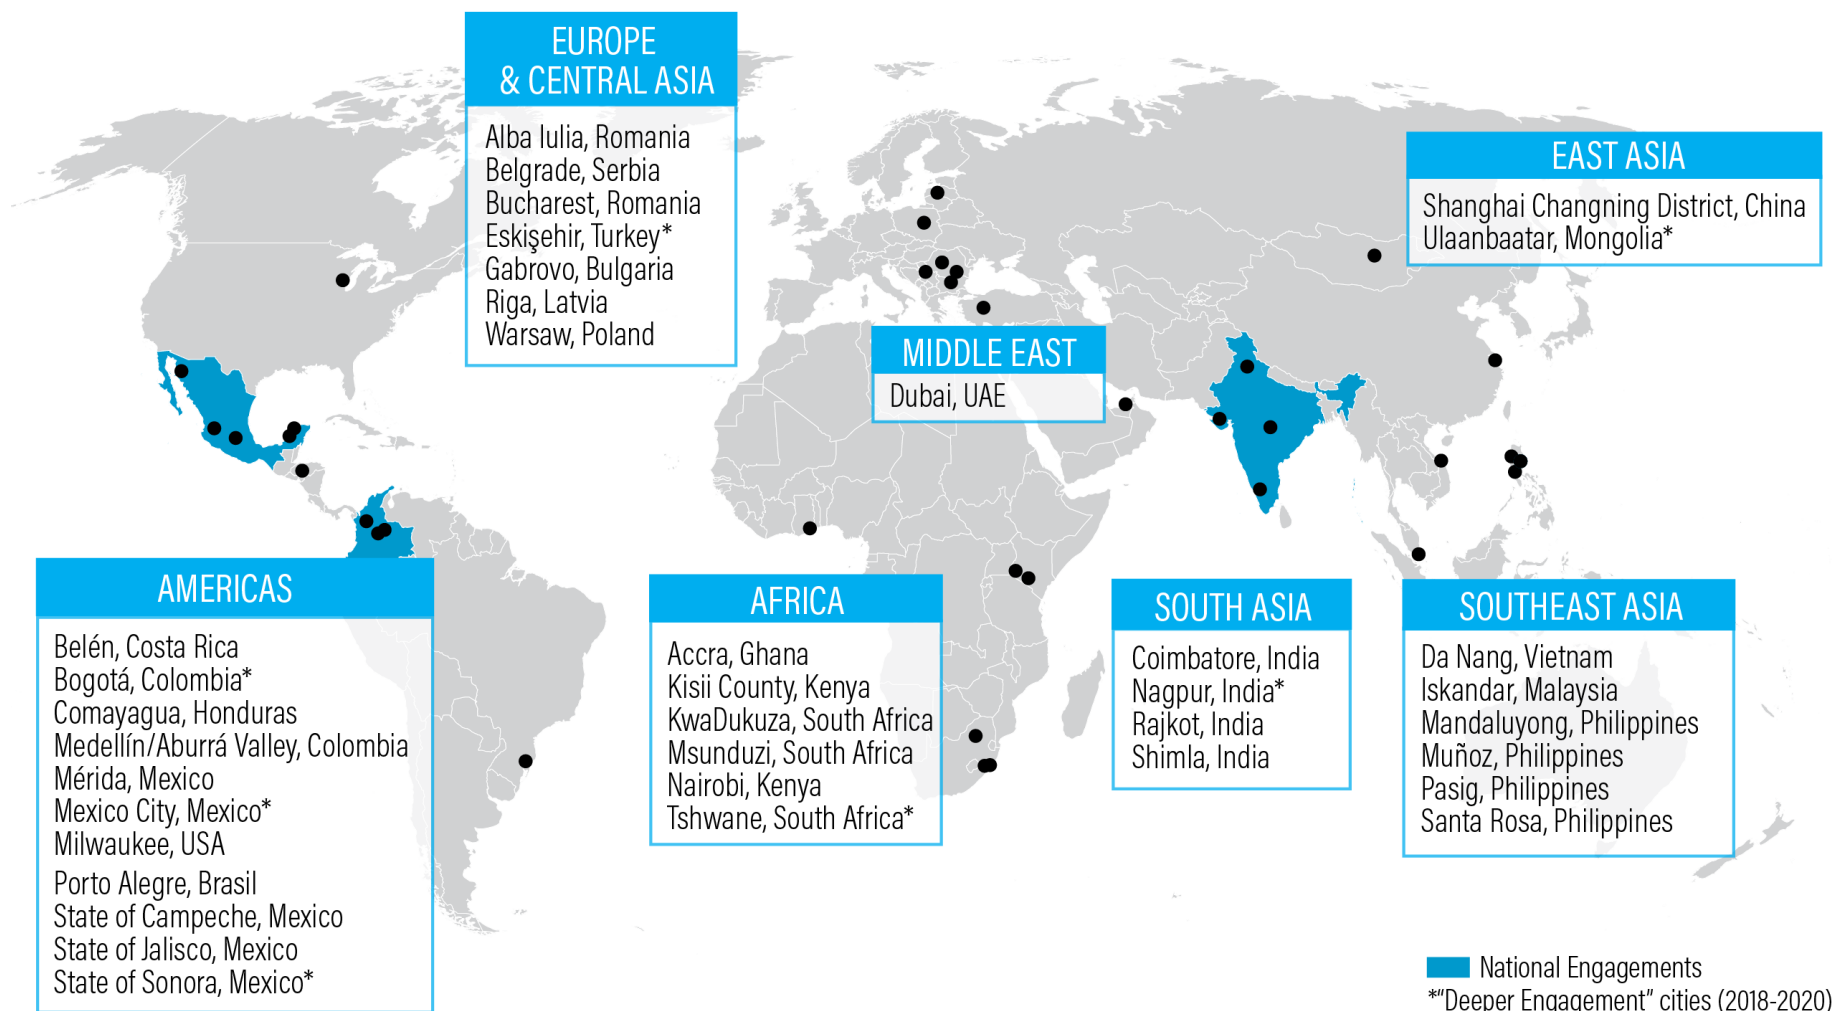 EUROPE
& CENTRAL ASIA
Alba Iulia, Romania
Belgrade, Serbia
Bucharest, Romania
Eskişehir, Turkey*
Gabrovo, Bulgaria
Riga, Latvia
Warsaw, Poland
EAST ASIA
Shanghai Changning District, China
Ulaanbaatar, Mongolia*
MIDDLE EAST
Dubai, UAE
AMERICAS
Belén, Costa Rica
Bogotá, Colombia*
Comayagua, Honduras
Medellín/Aburrá Valley, Colombia
Mérida, Mexico
Mexico City, Mexico*
Milwaukee, USA
Porto Alegre, Brasil
State of Campeche, Mexico
State of Jalisco, Mexico
State of Sonora, Mexico*
AFRICA
Accra, Ghana
Kisii County, Kenya
KwaDukuza, South Africa
Msunduzi, South Africa
Nairobi, Kenya
Tshwane, South Africa*
SOUTH ASIA
Coimbatore, India
Nagpur, India*
Rajkot, India
Shimla, India
SOUTHEAST ASIA
Da Nang, Vietnam
Iskandar, Malaysia
Mandaluyong, Philippines
Muñoz, Philippines
Pasig, Philippines
Santa Rosa, Philippines
National Engagements
*"Deeper Engagement" cities (2018-2020)